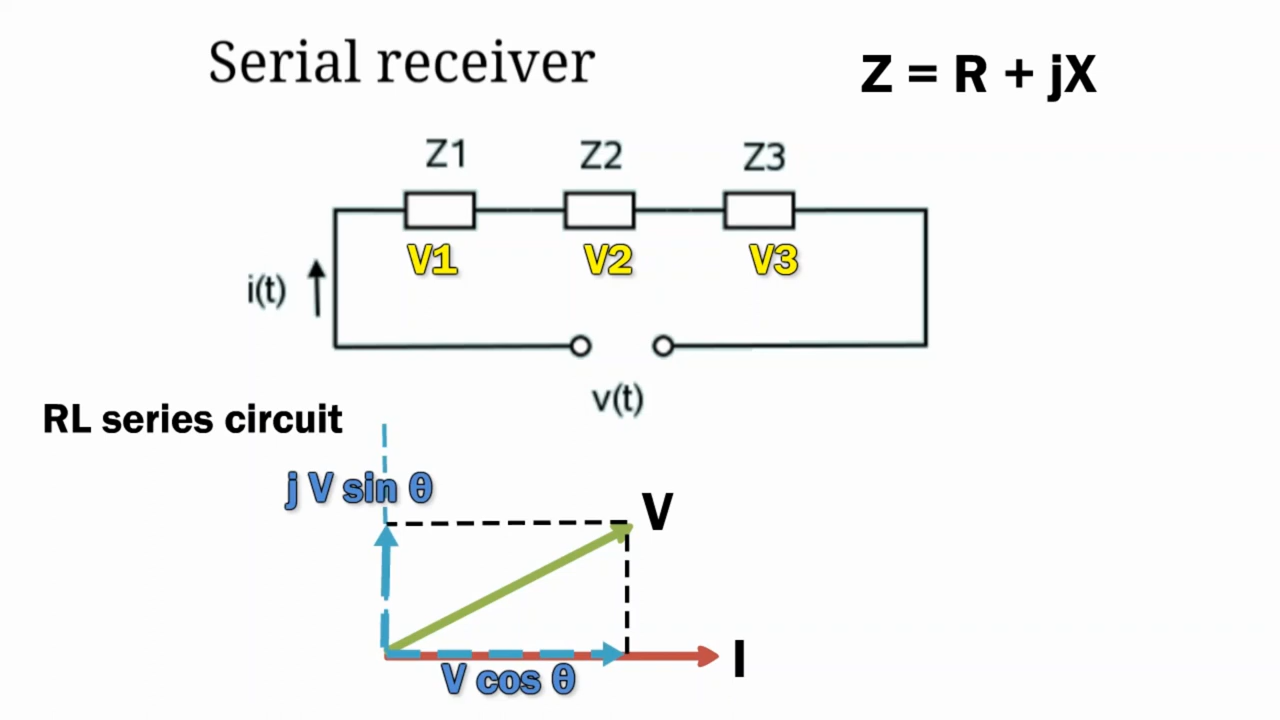 Serial receiver
Z = R + jX
Z1 Z2 Z3
V1 V2 V3
i(t)
v(t)
RL series circuit
j V sin θ
V
I
V cos θ